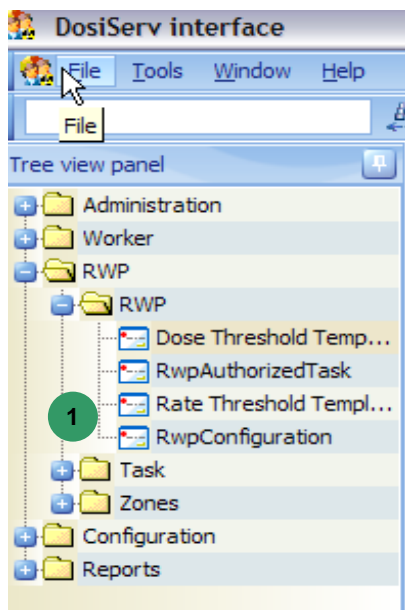 DosiServ interface
File Tools Window Help
File
Tree view panel
Administration
Worker
RWP
RWP
Dose Threshold Temp...
RwpAuthorizedTask
Rate Threshold Templ...
1
RwpConfiguration
Task
Zones
Configuration
Reports